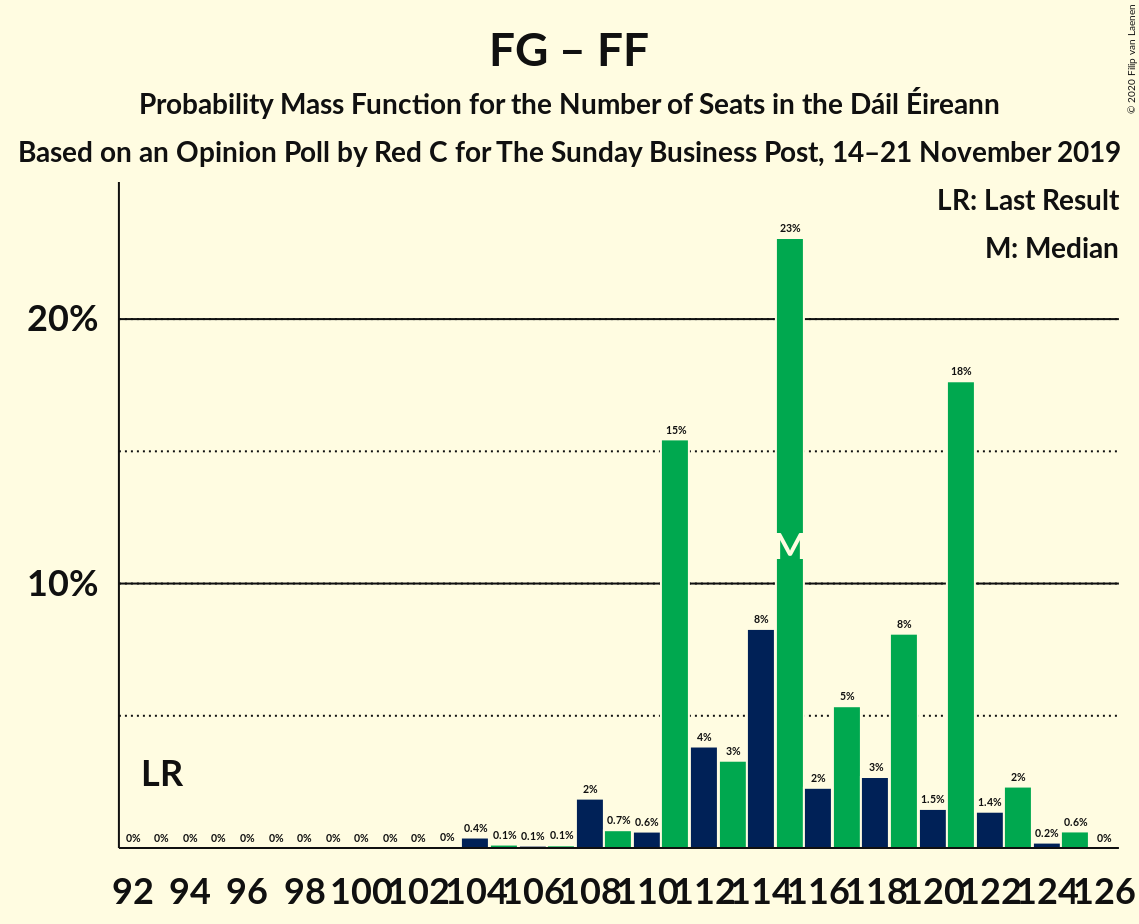 FG – FF
Probability Mass Function for the Number of Seats in the Dáil Éireann
Based on an Opinion Poll by Red C for The Sunday Business Post, 14–21 November 2019
© 2020 Filip van Laenen
LR: Last Result
M: Median
20%
10%
LR
M
0% 0% 0% 0% 0% 0% 0% 0% 0% 0% 0% 0% 0.4% 0.1% 0.1% 0.1% 2% 0.7% 0.6% 15% 4% 3% 8% 23% 2% 5% 3% 8% 1.5% 18% 1.4% 2% 0.2% 0.6% 0%
92 94 96 98 100 102 104 106 108 110 112 114 116 118 120 122 124 126